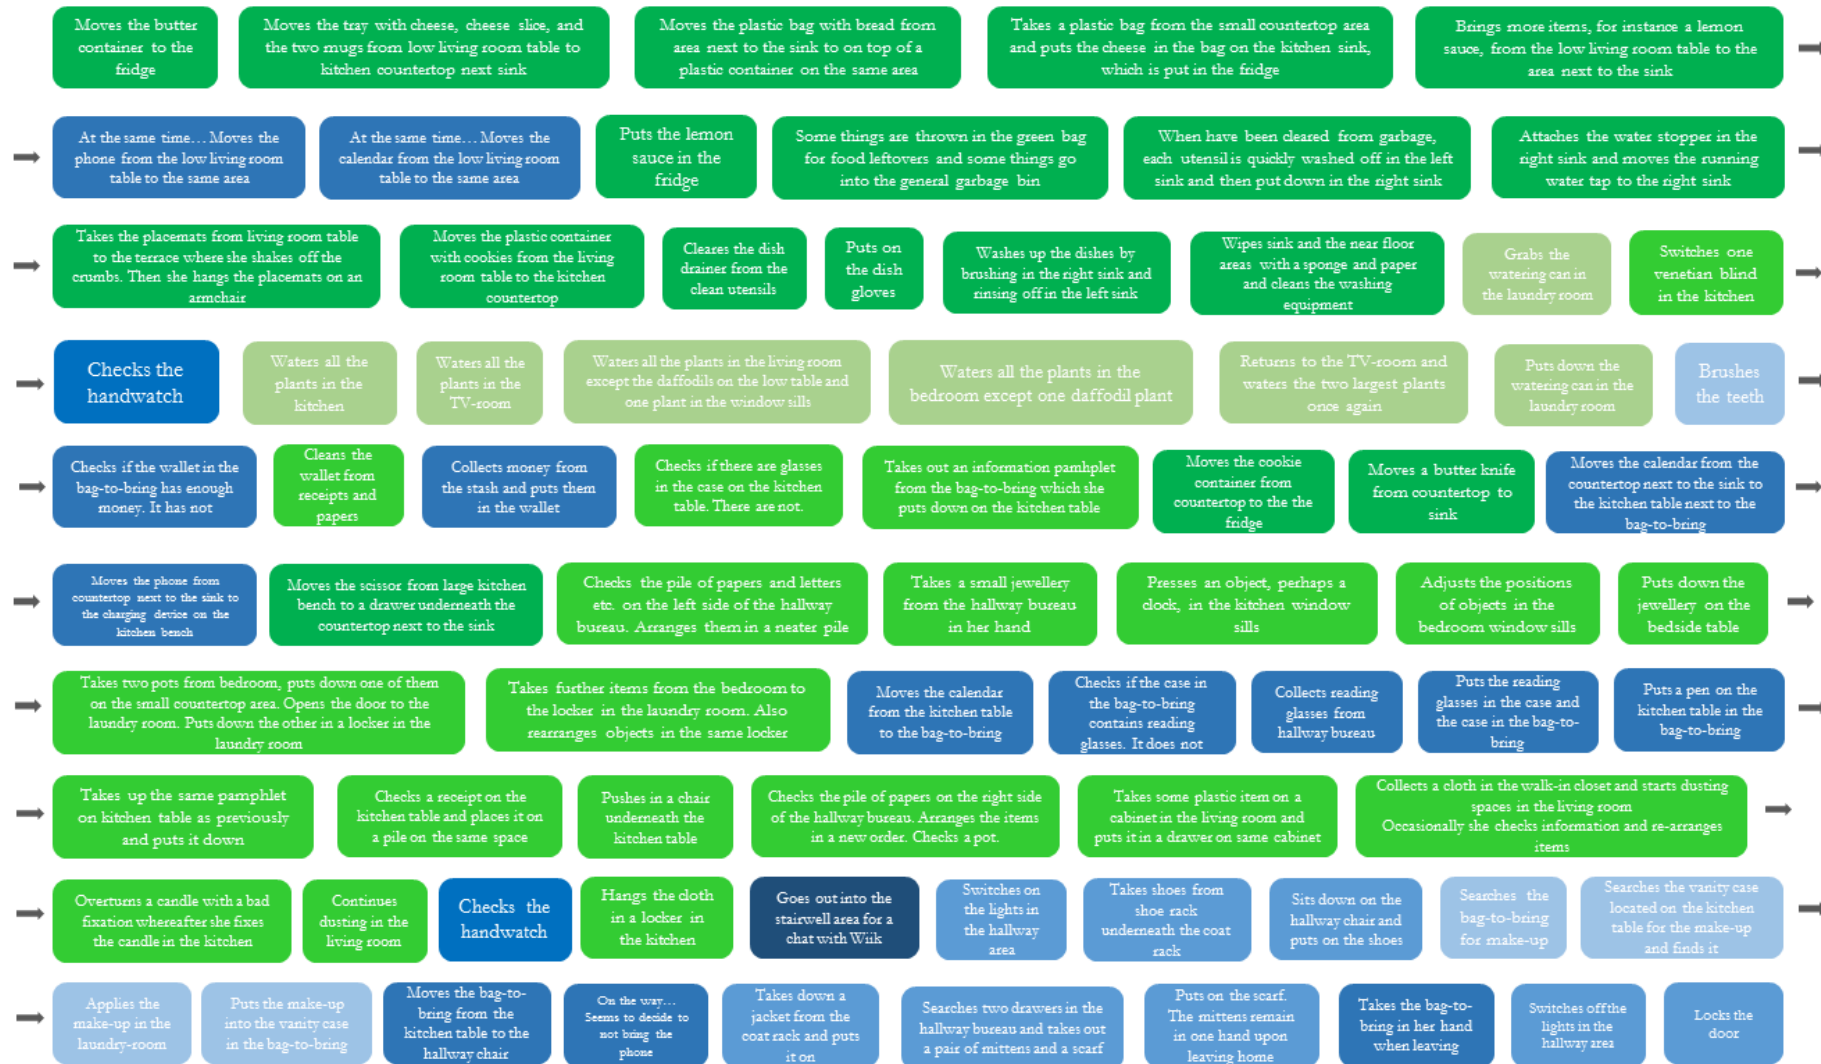 Moves the butter
container to the
fridge
Moves the tray with cheese, cheese slice, and
the two mugs from low living room table to
kitchen countertop next sink
Moves the plastic bag with bread from
area next to the sink to on top of a
plastic container on the same area
Takes a plastic bag from the small countertop area
and puts the cheese in the bag on the kitchen sink,
which is put in the fridge
Brings more items, for instance a lemon
sauce, from the low living room table to the
area next to the sink
At the same time… Moves the
phone from the low living room
table to the same area
At the same time… Moves the
calendar from the low living room
table to the same area
Puts the lemon
sauce in the
fridge
Some things are thrown in the green bag
for food leftovers and some things go
into the general garbage bin
When have been cleared from garbage,
each utensil is quickly washed off in the left
sink and then put down in the right sink
Attaches the water stopper in the
right sink and moves the running
water tap to the right sink
Takes the placemats from living room table
to the terrace where she shakes off the
crumbs. Then she hangs the placemats on an
armchair
Moves the plastic container
with cookies from the living
room table to the kitchen
countertop
Cleares the dish
drainer from the
clean utensils
Puts on
the dish
gloves
Washes up the dishes by
brushing in the right sink and
rinsing off in the left sink
Wipes sink and the near floor
areas with a sponge and paper
and cleans the washing
equipment
Grabs the
watering can in
the laundry room
Switches one
venetian blind
in the kitchen
Checks the
handwatch
Waters all the
plants in the
kitchen
Waters all the
plants in the
TV-room
Waters all the plants in the living room
except the daffodils on the low table and
one plant in the window sills
Waters all the plants in the
bedroom except one daffodil plant
Returns to the TV-room and
waters the two largest plants
once again
Puts down the
watering can in the
laundry room
Brushes
the teeth
Checks if the wallet in the
bag-to-bring has enough
money. It has not
Cleans the
wallet from
receipts and
papers
Collects money from
the stash and puts them
in the wallet
Checks if there are glasses
in the case on the kitchen
table. There are not.
Takes out an information pamhplet
from the bag-to-bring which she
puts down on the kitchen table
Moves the cookie
container from
countertop to the the
fridge
Moves a butter knife
from countertop to
sink
Moves the calendar from the
countertop next to the sink to
the kitchen table next to the
bag-to-bring
Moves the phone from
countertop next to the sink to
the charging device on the
kitchen bench
Moves the scissor from large kitchen
bench to a drawer underneath the
countertop next to the sink
Checks the pile of papers and letters
etc. on the left side of the hallway
bureau. Arranges them in a neater pile
Takes a small jewellery
from the hallway bureau
in her hand
Presses an object, perhaps a
clock, in the kitchen window
sills
Adjusts the positions
of objects in the
bedroom window sills
Puts down the
jewellery on the
bedside table
Takes two pots from bedroom, puts down one of them
on the small countertop area. Opens the door to the
laundry room. Puts down the other in a locker in the
laundry room
Takes further items from the bedroom to
the locker in the laundry room. Also
rearranges objects in the same locker
Moves the calendar
from the kitchen table
to the bag-to-bring
Checks if the case in
the bag-to-bring
contains reading
glasses. It does not
Collects reading
glasses from
hallway bureau
Puts the reading
glasses in the case and
the case in the bag-to-
bring
Puts a pen on the
kitchen table in the
bag-to-bring
Takes up the same pamphlet
on kitchen table as previously
and puts it down
Checks a receipt on the
kitchen table and places it on
a pile on the same space
Pushes in a chair
underneath the
kitchen table
Checks the pile of papers on the right side
of the hallway bureau. Arranges the items
in a new order. Checks a pot.
Takes some plastic item on a
cabinet in the living room and
puts it in a drawer on same cabinet
Collects a cloth in the walk-in closet and starts dusting
spaces in the living room
Occasionally she checks information and re-arranges
items
Overturns a candle with a bad
fixation whereafter she fixes
the candle in the kitchen
Continues
dusting in the
living room
Checks the
handwatch
Hangs the cloth
in a locker in
the kitchen
Goes out into the
stairwell area for a
chat with Wiik
Switches on
the lights in
the hallway
area
Takes shoes from
shoe rack
underneath the coat
rack
Sits down on the
hallway chair and
puts on the shoes
Searches the
bag-to-bring
for make-up
Searches the vanity case
located on the kitchen
table for the make-up
and finds it
Applies the
make-up in the
laundry-room
Puts the make-up
into the vanity case
in the bag-to-bring
Moves the bag-to-
bring from the
kitchen table to the
hallway chair
On the way…
Seems to decide to
not bring the
phone
Takes down a
jacket from the
coat rack and puts
it on
Searches two drawers in the
hallway bureau and takes out
a pair of mittens and a scarf
Puts on the scarf.
The mittens remain
in one hand upon
leaving home
Takes the bag-to-
bring in her hand
when leaving
Switches off the
lights in the
hallway area
Locks the
door